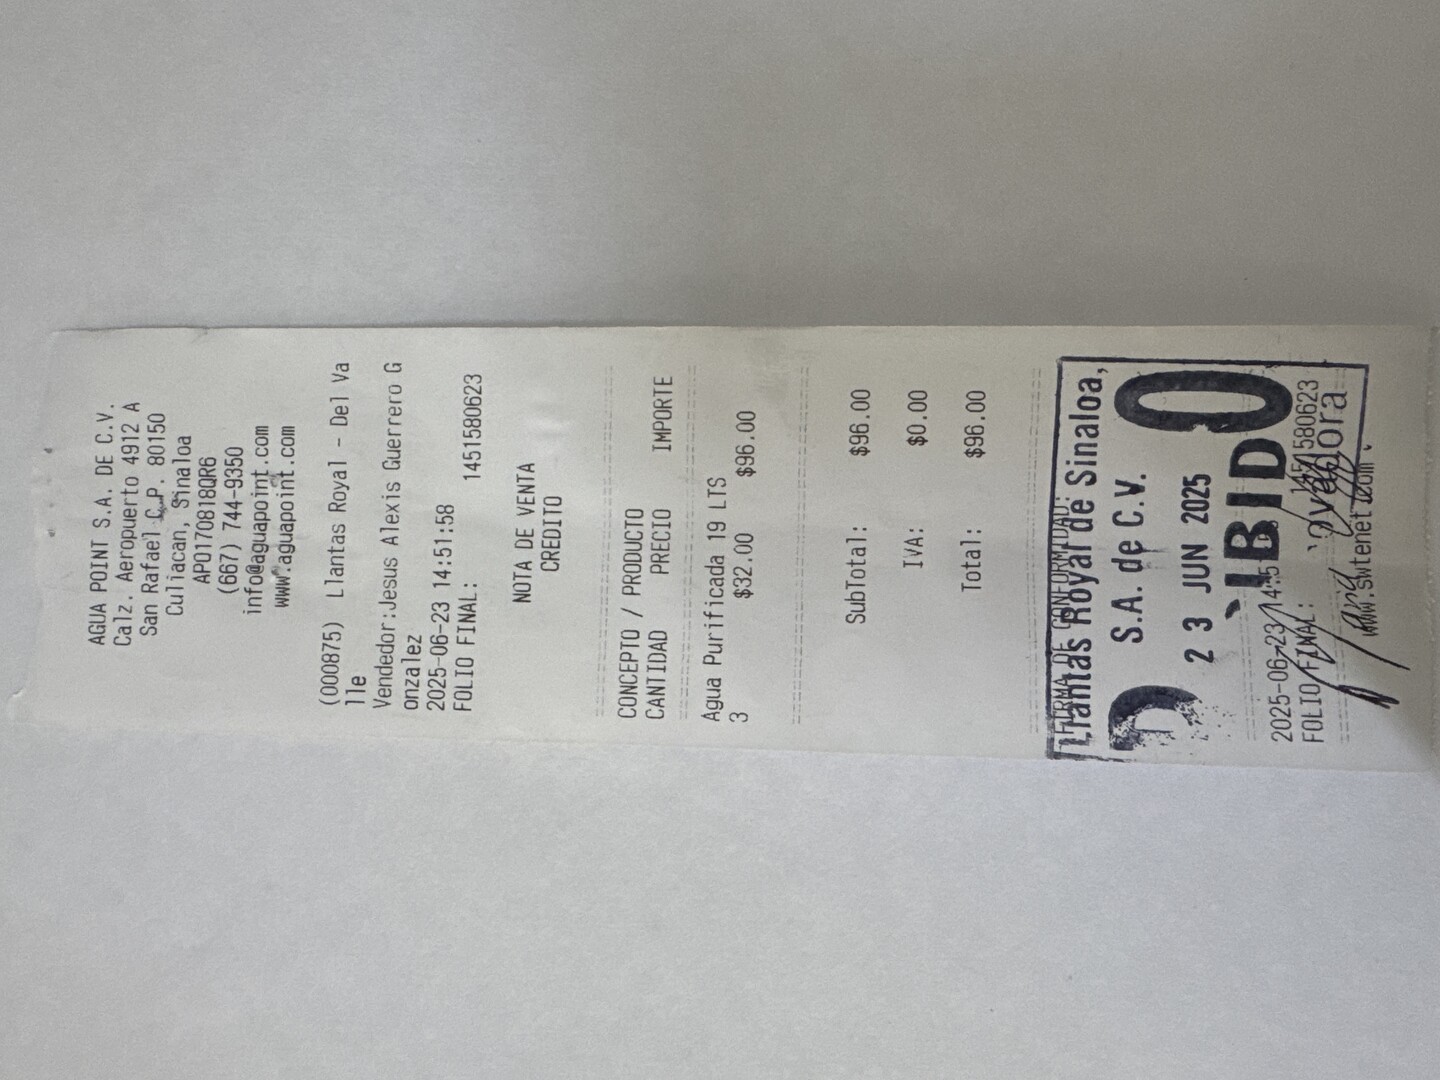 AGUA POINT S.A. DE C.V.
Calz. Aeropuerto 4912 A
San Rafael C.P. 80150
Culiacan, Sinaloa
APO170818QR6
(667) 744-9350
info@aguapoint.com
www.aguapoint.com
(000875) Llantas Royal - Del Va
lle
Vendedor:Jesus Alexis Guerrero G
onzalez
2025-06-23 14:51:58
FOLIO FINAL: 1451580623
NOTA DE VENTA
CREDITO
CONCEPTO / PRODUCTO
CANTIDAD PRECIO IMPORTE
Agua Purificada 19 LTS
3 $32.00 $96.00
SubTotal: $96.00
IVA: $0.00
Total: $96.00
FIRMA DE CONFORMIDAD:
Llantas Royal de Sinaloa,
S.A. de C.V.
23 JUN 2025
IBIDO
2025-06-23
FOLIO FINAL:
www.swtenet.com